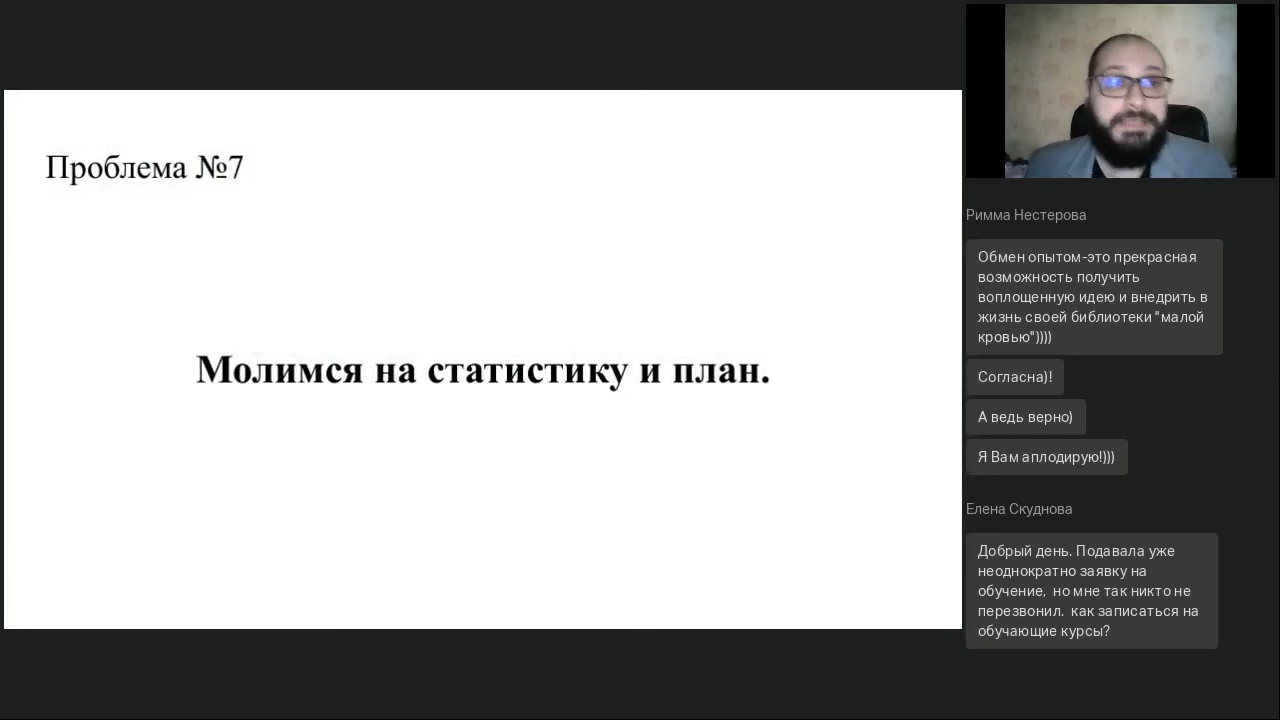 Проблема №7
Молимся на статистику и план.
Римма Нестерова
Обмен опытом-это прекрасная
возможность получить
воплощенную идею и внедрить в
жизнь своей библиотеки "малой
кровью"))))
Согласна)!
А ведь верно)
Я Вам аплодирую!)))
Елена Скуднова
Добрый день. Подавала уже
неоднократно заявку на
обучение,  но мне так никто не
перезвонил.  как записаться на
обучающие курсы?